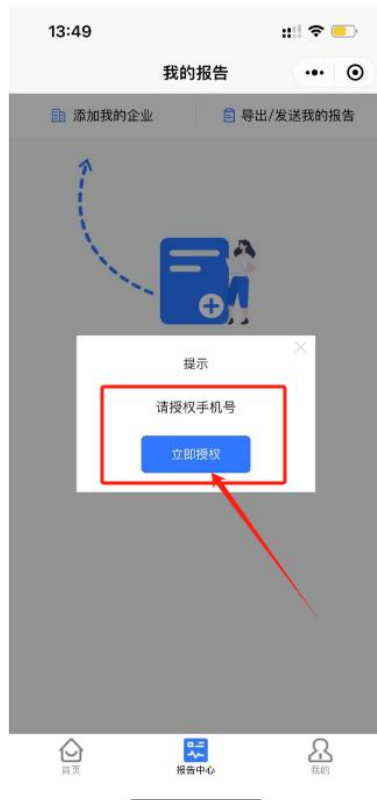 13:49
我的报告
添加我的企业
导出/发送我的报告
提示
请授权手机号
立即授权
首页
报告中心
我的